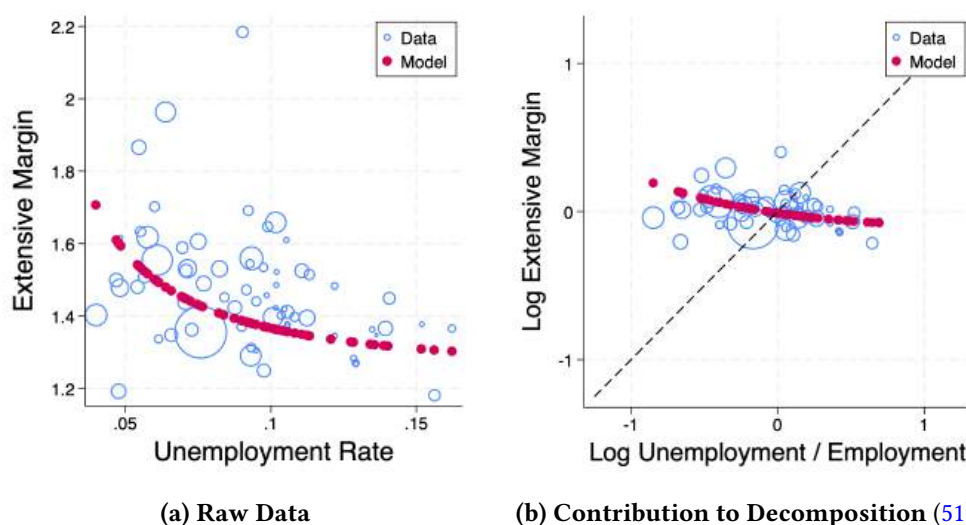 2.2
2
1.8
1.6
1.4
1.2
Extensive Margin
.05
.1
.15
Unemployment Rate
Data
Model
1
0
-1
Log Extensive Margin
-1
0
1
Log Unemployment / Employment
Data
Model
(a) Raw Data
(b) Contribution to Decomposition (51